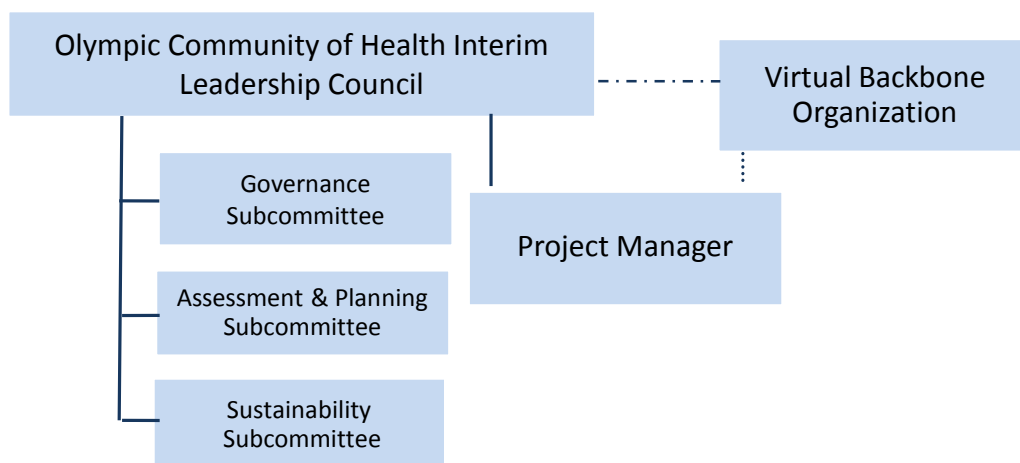 Olympic Community of Health Interim
Leadership Council
Virtual Backbone
Organization
Governance
Subcommittee
Project Manager
Assessment & Planning
Subcommittee
Sustainability
Subcommittee